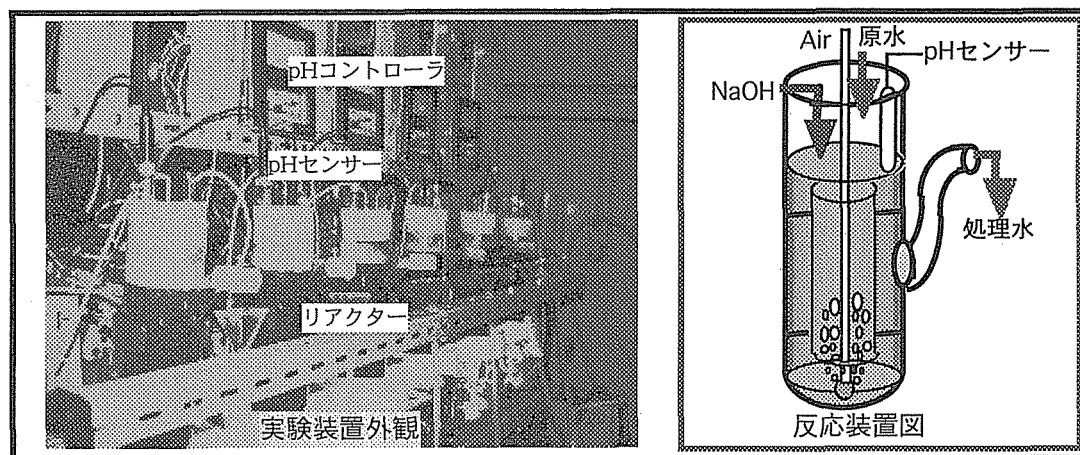 pHコントローラ
pHセンサー
リアクター
実験装置外観
Air
原水
pHセンサー
NaOH
処理水
反応装置図